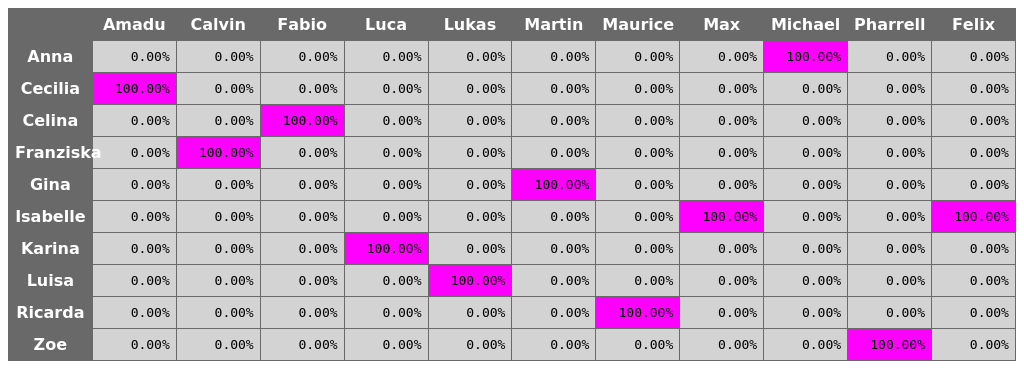 Amadu Calvin Fabio Luca Lukas Martin Maurice Max Michael Pharrell Felix
Anna 0.00% 0.00% 0.00% 0.00% 0.00% 0.00% 0.00% 0.00% 100.00% 0.00% 0.00%
Cecilia 100.00% 0.00% 0.00% 0.00% 0.00% 0.00% 0.00% 0.00% 0.00% 0.00% 0.00%
Celina 0.00% 0.00% 100.00% 0.00% 0.00% 0.00% 0.00% 0.00% 0.00% 0.00% 0.00%
Franziska 0.00% 100.00% 0.00% 0.00% 0.00% 0.00% 0.00% 0.00% 0.00% 0.00% 0.00%
Gina 0.00% 0.00% 0.00% 0.00% 0.00% 100.00% 0.00% 0.00% 0.00% 0.00% 0.00%
Isabelle 0.00% 0.00% 0.00% 0.00% 0.00% 0.00% 0.00% 100.00% 0.00% 0.00% 100.00%
Karina 0.00% 0.00% 0.00% 100.00% 0.00% 0.00% 0.00% 0.00% 0.00% 0.00% 0.00%
Luisa 0.00% 0.00% 0.00% 0.00% 100.00% 0.00% 0.00% 0.00% 0.00% 0.00% 0.00%
Ricarda 0.00% 0.00% 0.00% 0.00% 0.00% 0.00% 100.00% 0.00% 0.00% 0.00% 0.00%
Zoe 0.00% 0.00% 0.00% 0.00% 0.00% 0.00% 0.00% 0.00% 0.00% 100.00% 0.00%